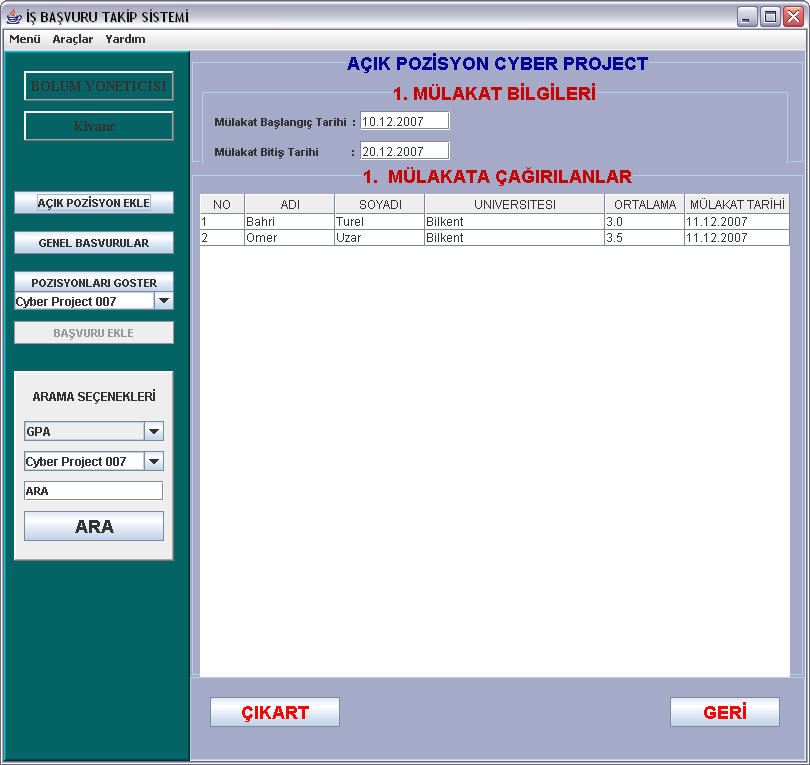 İŞ BAŞVURU TAKİP SİSTEMİ
Menü Araçlar Yardım
BOLUM YONETICISI
Kivanc
AÇIK POZİSYON EKLE
GENEL BASVURULAR
POZISYONLARI GOSTER
Cyber Project 007
BAŞVURU EKLE
ARAMA SEÇENEKLERİ
GPA
Cyber Project 007
ARA
ARA
AÇIK POZİSYON CYBER PROJECT
1. MÜLAKAT BİLGİLERİ
Mülakat Başlangıç Tarihi : 10.12.2007
Mülakat Bitiş Tarihi : 20.12.2007
1. MÜLAKATA ÇAĞIRILANLAR
NO ADI SOYADI UNIVERSITESI ORTALAMA MÜLAKAT TARİHİ
1 Bahri Turel Bilkent 3.0 11.12.2007
2 Omer Uzar Bilkent 3.5 11.12.2007
ÇIKART GERİ